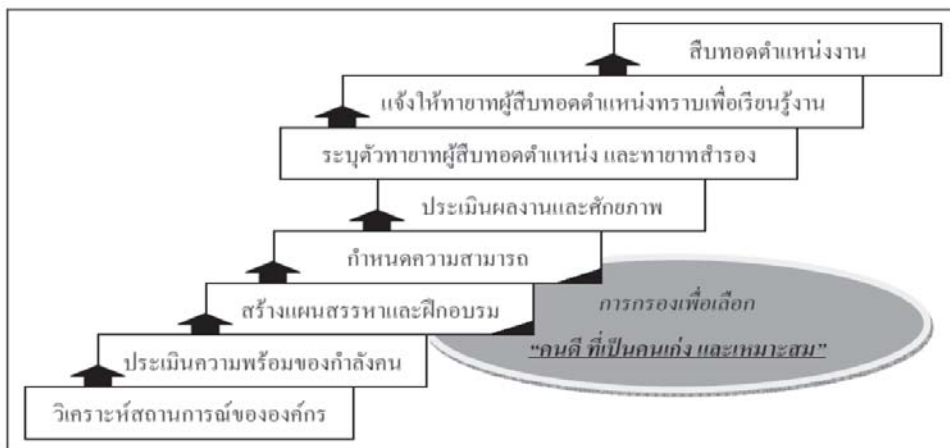 สืบทอดตำแหน่งงาน
แจ้งให้ทายาทผู้สืบทอดตำแหน่งทราบเพื่อเรียนรู้งาน
ระบุตัวทายาทผู้สืบทอดตำแหน่ง และทายาทสำรอง
ประเมินผลงานและศักยภาพ
กำหนดความสามารถ
สร้างแผนสรรหาและฝึกอบรม
ประเมินความพร้อมของกำลังคน
วิเคราะห์สถานการณ์ขององค์กร
การกรองเพื่อเลือก
“คนดี ที่เป็นคนเก่ง และเหมาะสม”